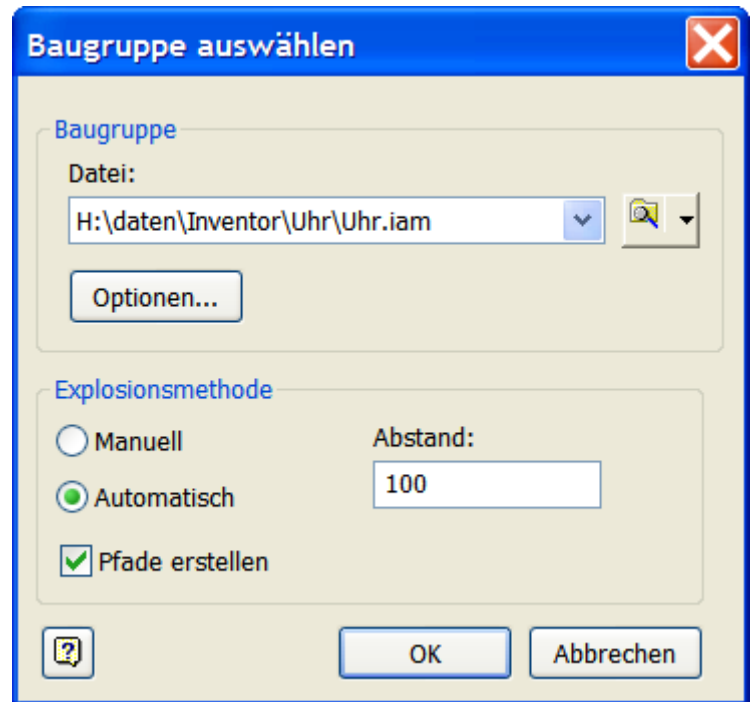 Baugruppe auswählen
Baugruppe
Datei:
H:\daten\Inventor\Uhr\Uhr.iam
Optionen...
Explosionsmethode
Manuell
Abstand:
Automatisch
100
Pfade erstellen
OK
Abbrechen